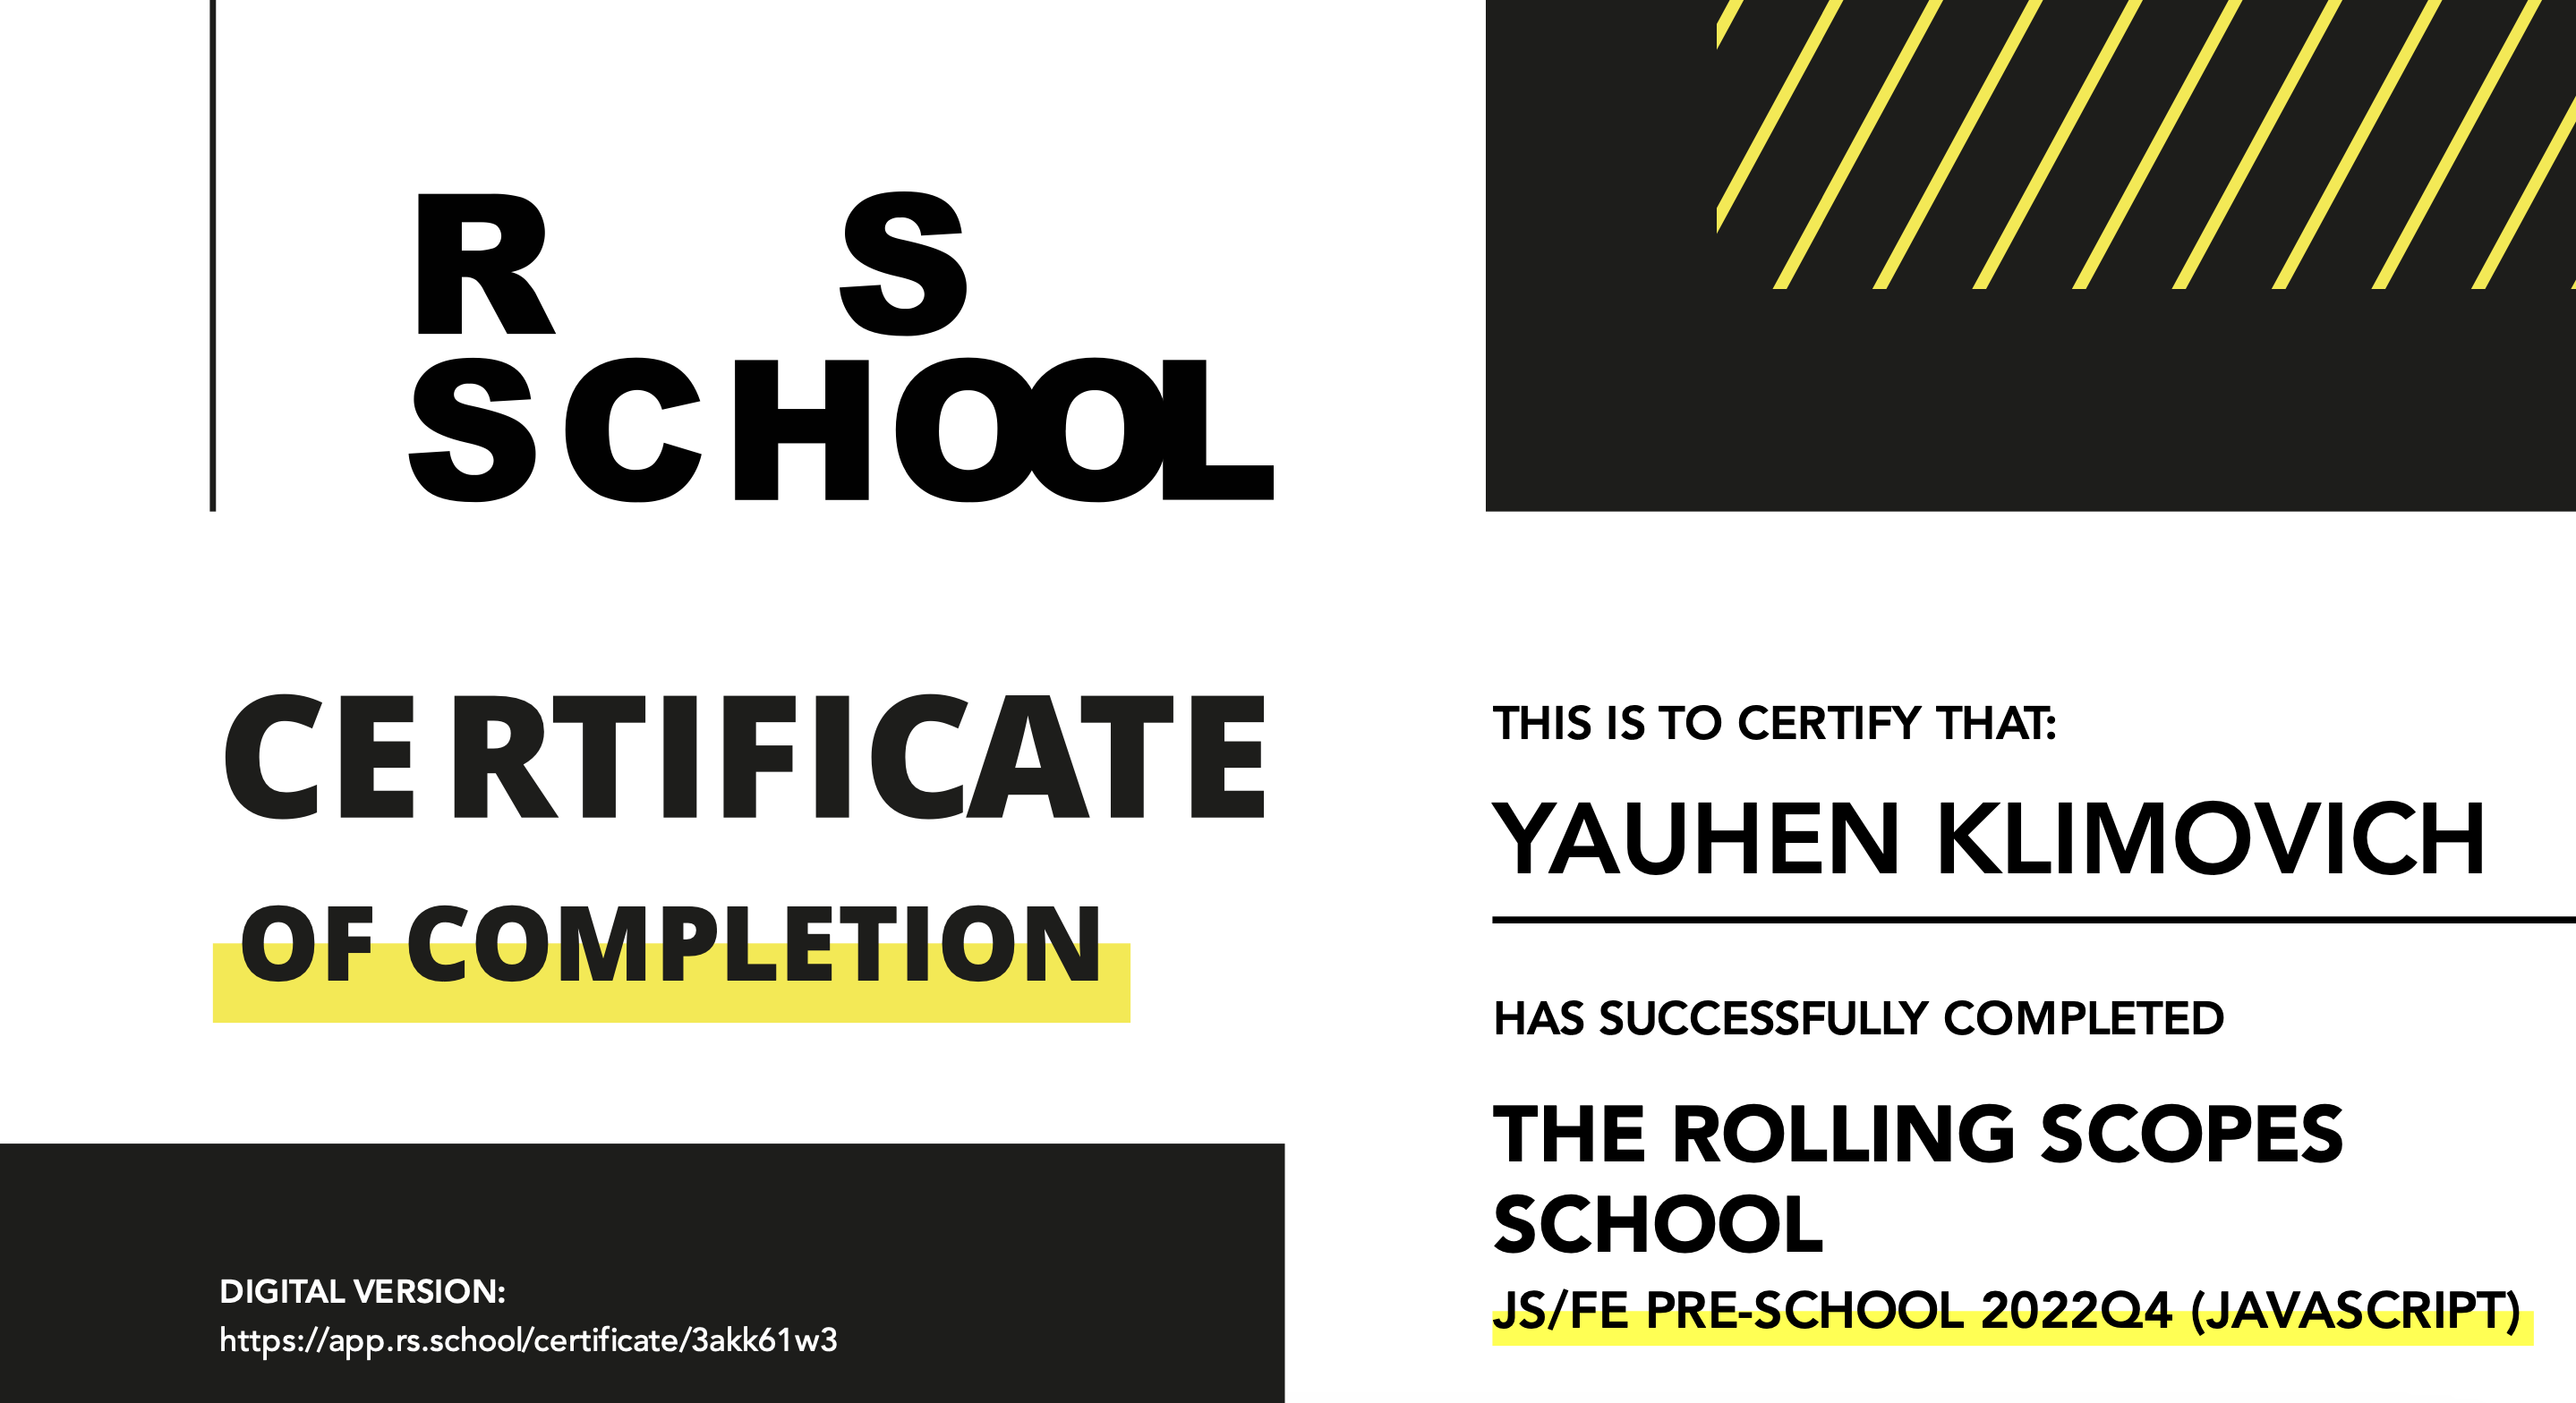 R S
SCHOOL
CERTIFICATE
OF COMPLETION
DIGITAL VERSION:
https://app.rs.school/certificate/3akk61w3
THIS IS TO CERTIFY THAT:
YAUHEN KLIMOVICH
HAS SUCCESSFULLY COMPLETED
THE ROLLING SCOPES
SCHOOL
JS/FE PRE-SCHOOL 2022Q4 (JAVASCRIPT)